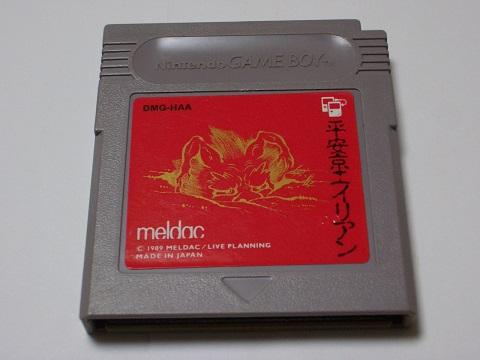 Nintendo GAME BOY TM
DMG-HAA
平安京エイリアン
meldac
© 1989 MELDAC/LIVE PLANNING
MADE IN JAPAN